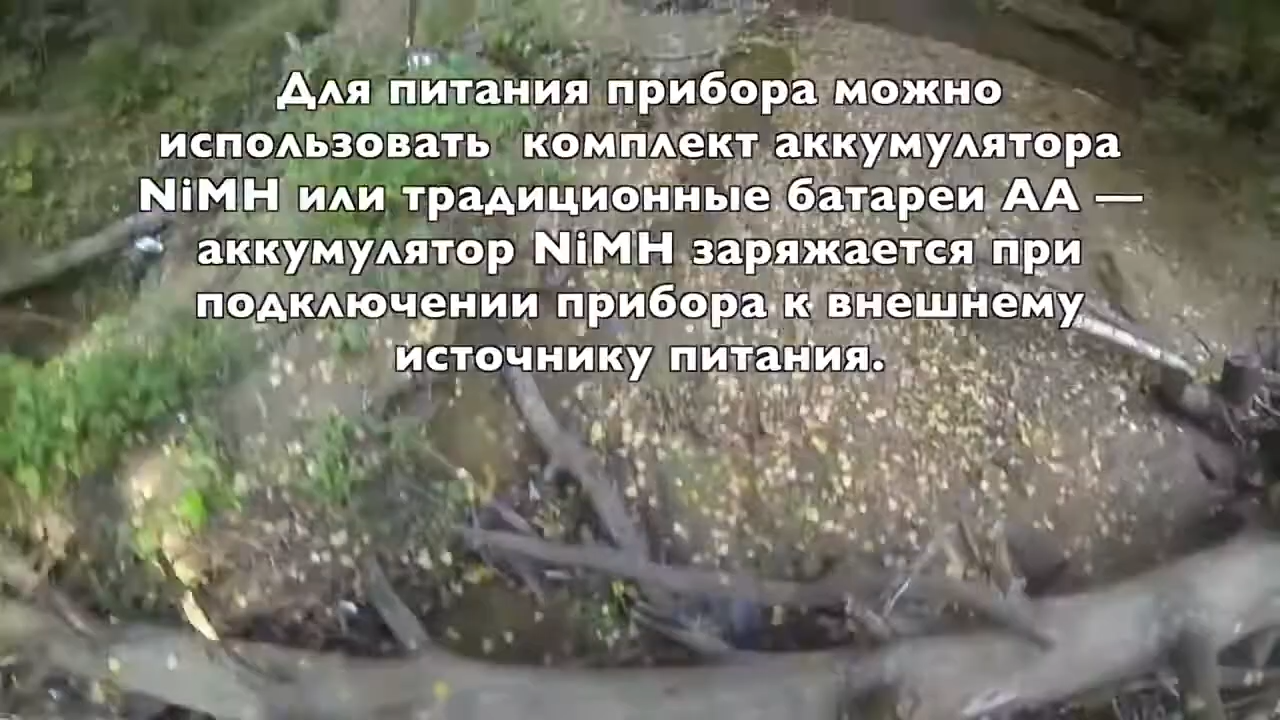 Для питания прибора можно
использовать комплект аккумулятора
NiMH или традиционные батареи AA —
аккумулятор NiMH заряжается при
подключении прибора к внешнему
источнику питания.